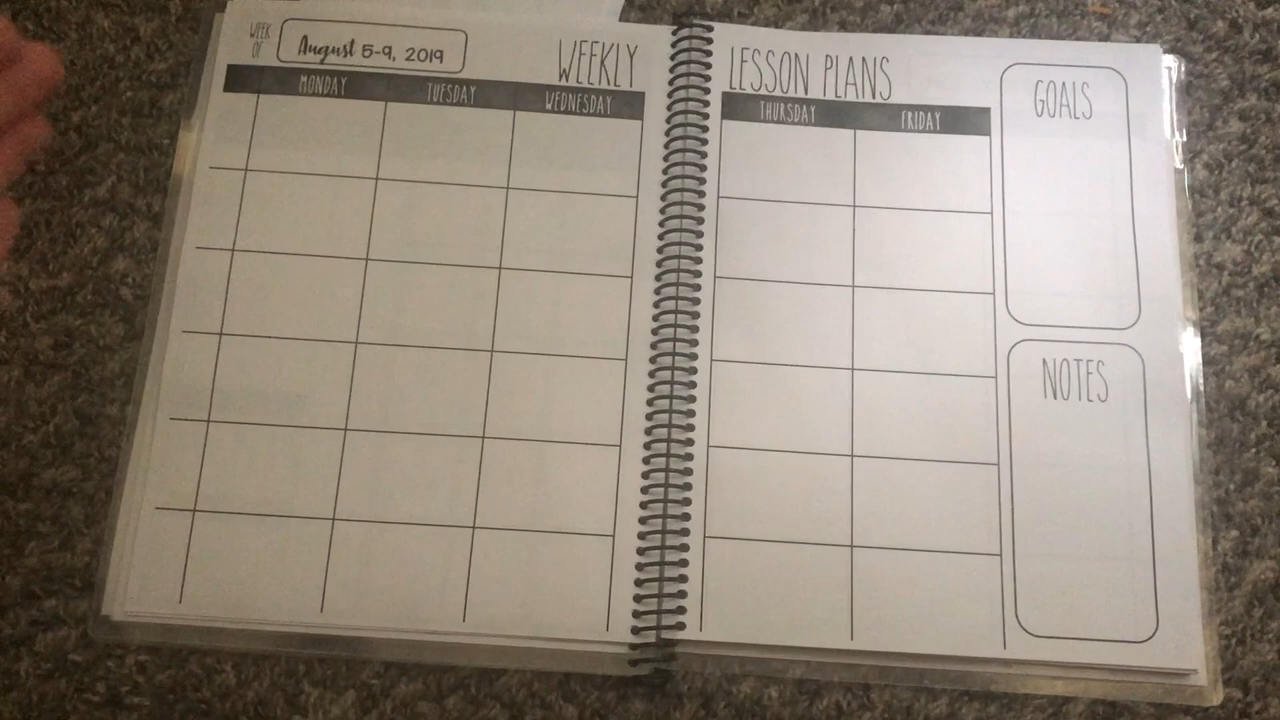 WEEK
OF
August 5-9, 2019
WEEKLY LESSON PLANS
MONDAY TUESDAY WEDNESDAY THURSDAY FRIDAY
GOALS
NOTES